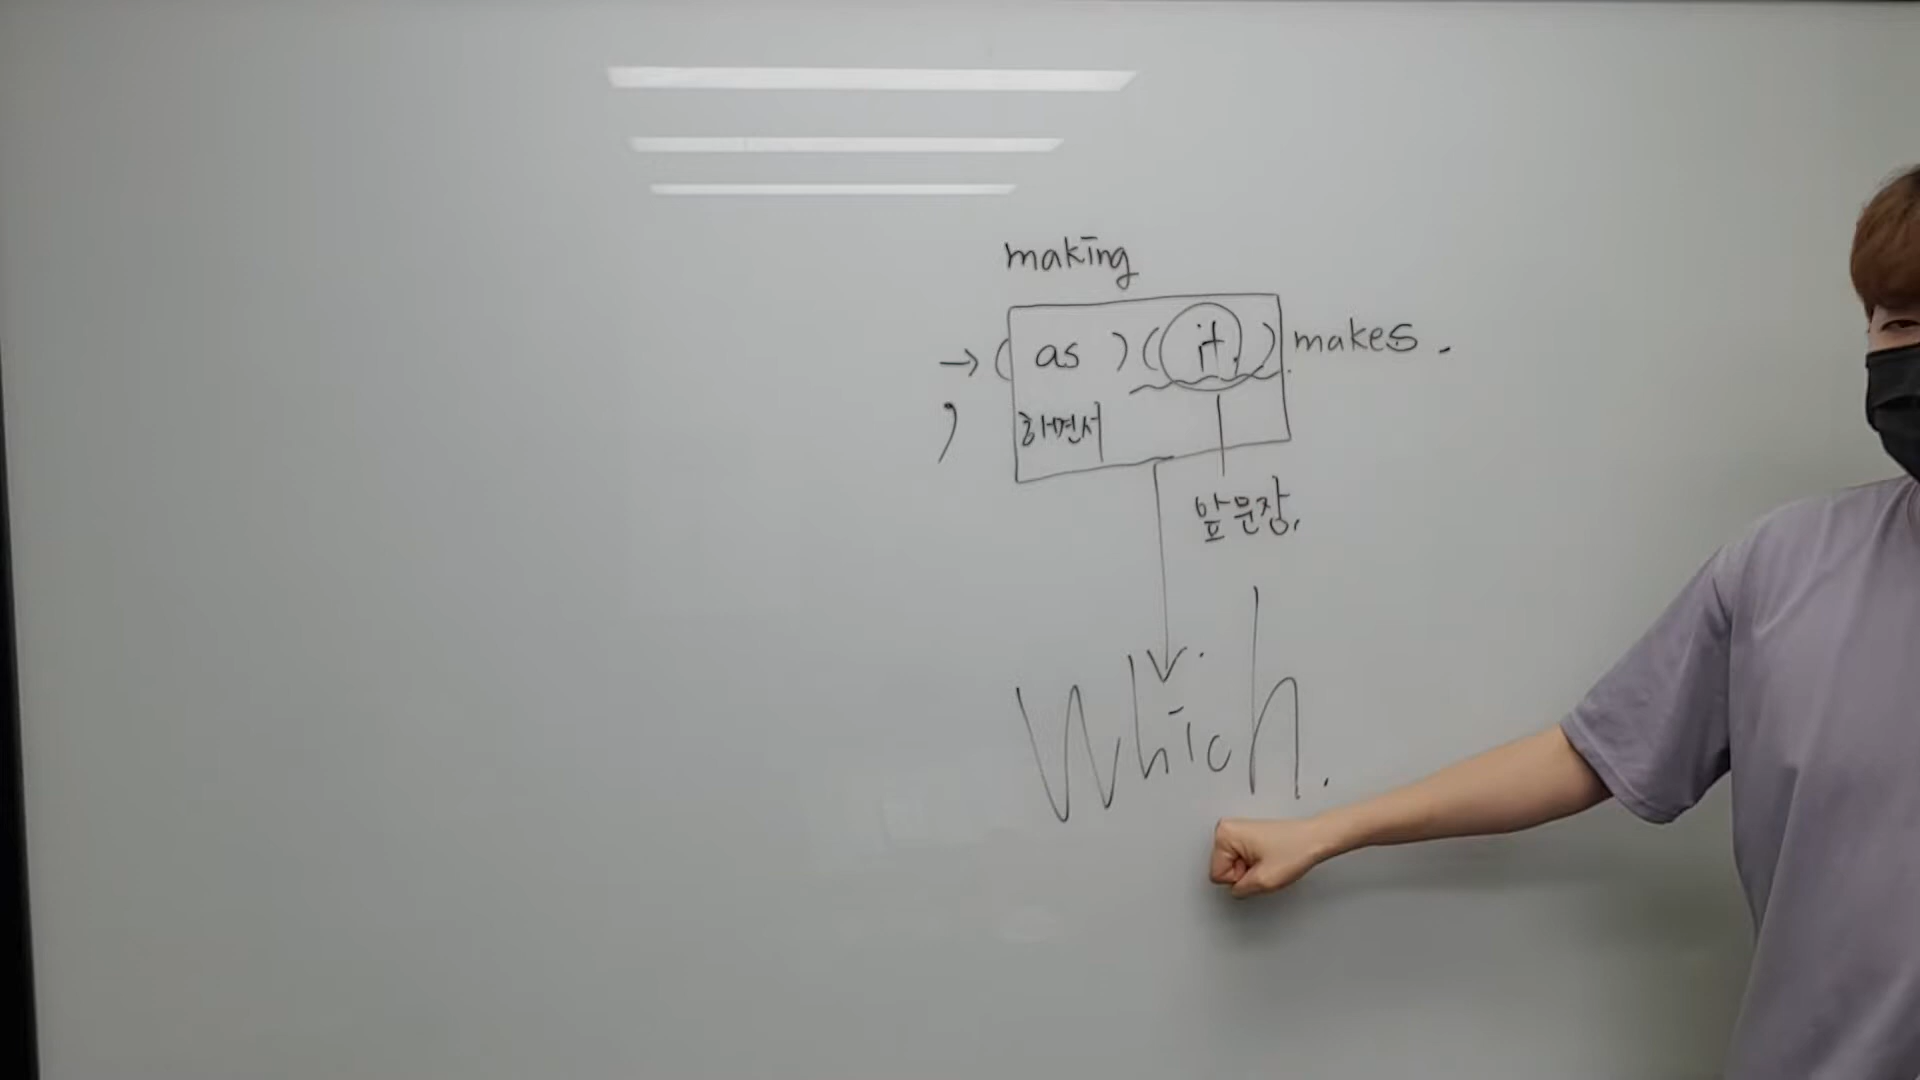 making
→ ( as ) ( it ) makes.
, 하면서
앞문장.
Which.